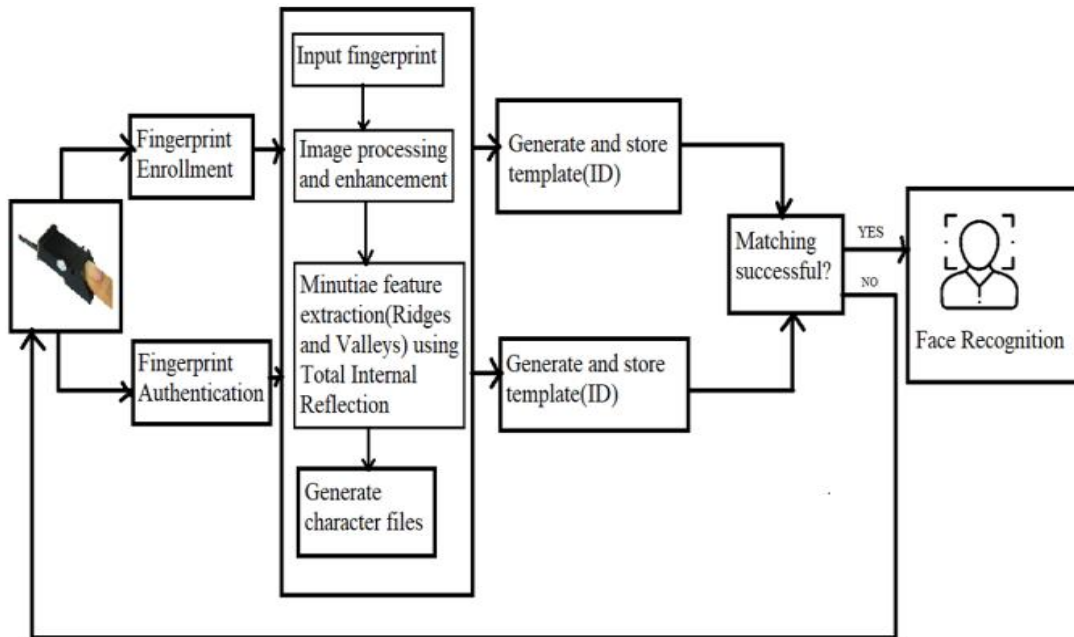 Fingerprint
Enrollment
Fingerprint
Authentication
Input fingerprint
Image processing
and enhancement
Minutiae feature
extraction(Ridges
and Valleys) using
Total Internal
Reflection
Generate
character files
Generate and store
template(ID)
Generate and store
template(ID)
Matching
successful?
YES
NO
Face Recognition